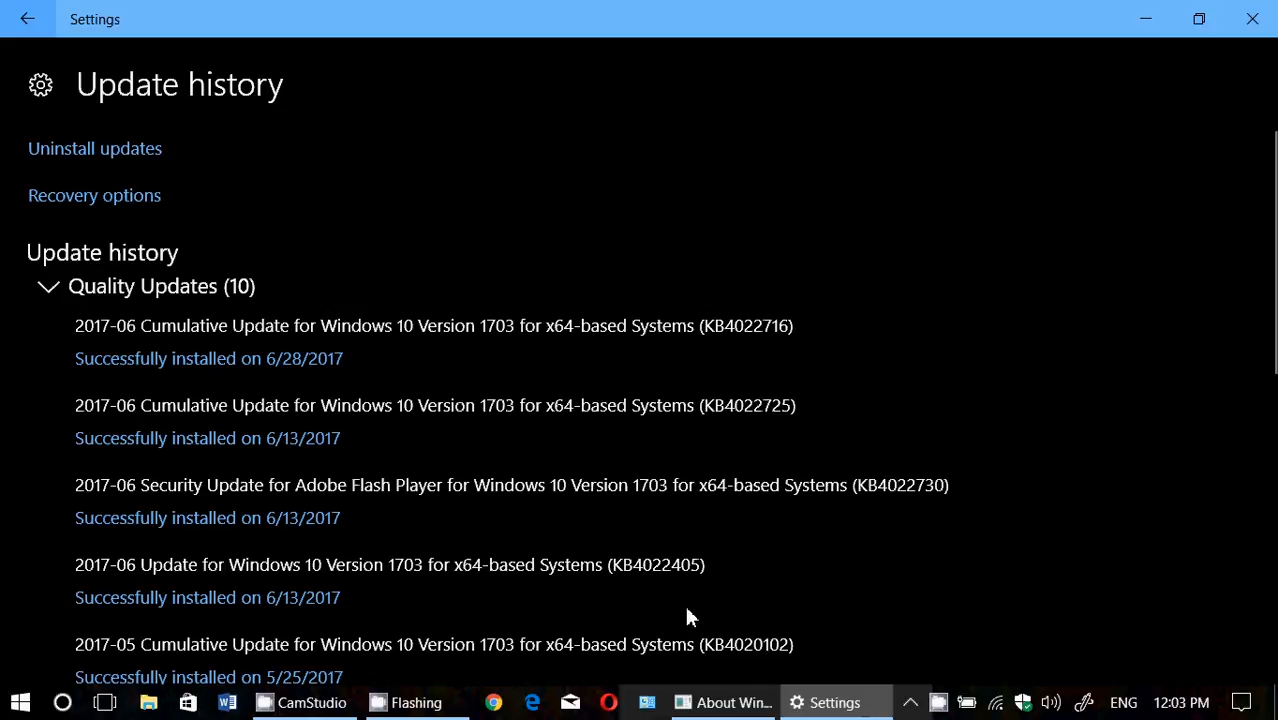 Settings
Update history
Uninstall updates
Recovery options
Update history
Quality Updates (10)
2017-06 Cumulative Update for Windows 10 Version 1703 for x64-based Systems (KB4022716)
Successfully installed on 6/28/2017
2017-06 Cumulative Update for Windows 10 Version 1703 for x64-based Systems (KB4022725)
Successfully installed on 6/13/2017
2017-06 Security Update for Adobe Flash Player for Windows 10 Version 1703 for x64-based Systems (KB4022730)
Successfully installed on 6/13/2017
2017-06 Update for Windows 10 Version 1703 for x64-based Systems (KB4022405)
Successfully installed on 6/13/2017
2017-05 Cumulative Update for Windows 10 Version 1703 for x64-based Systems (KB4020102)
Successfully installed on 5/25/2017
CamStudio Flashing About Win... Settings ENG 12:03 PM